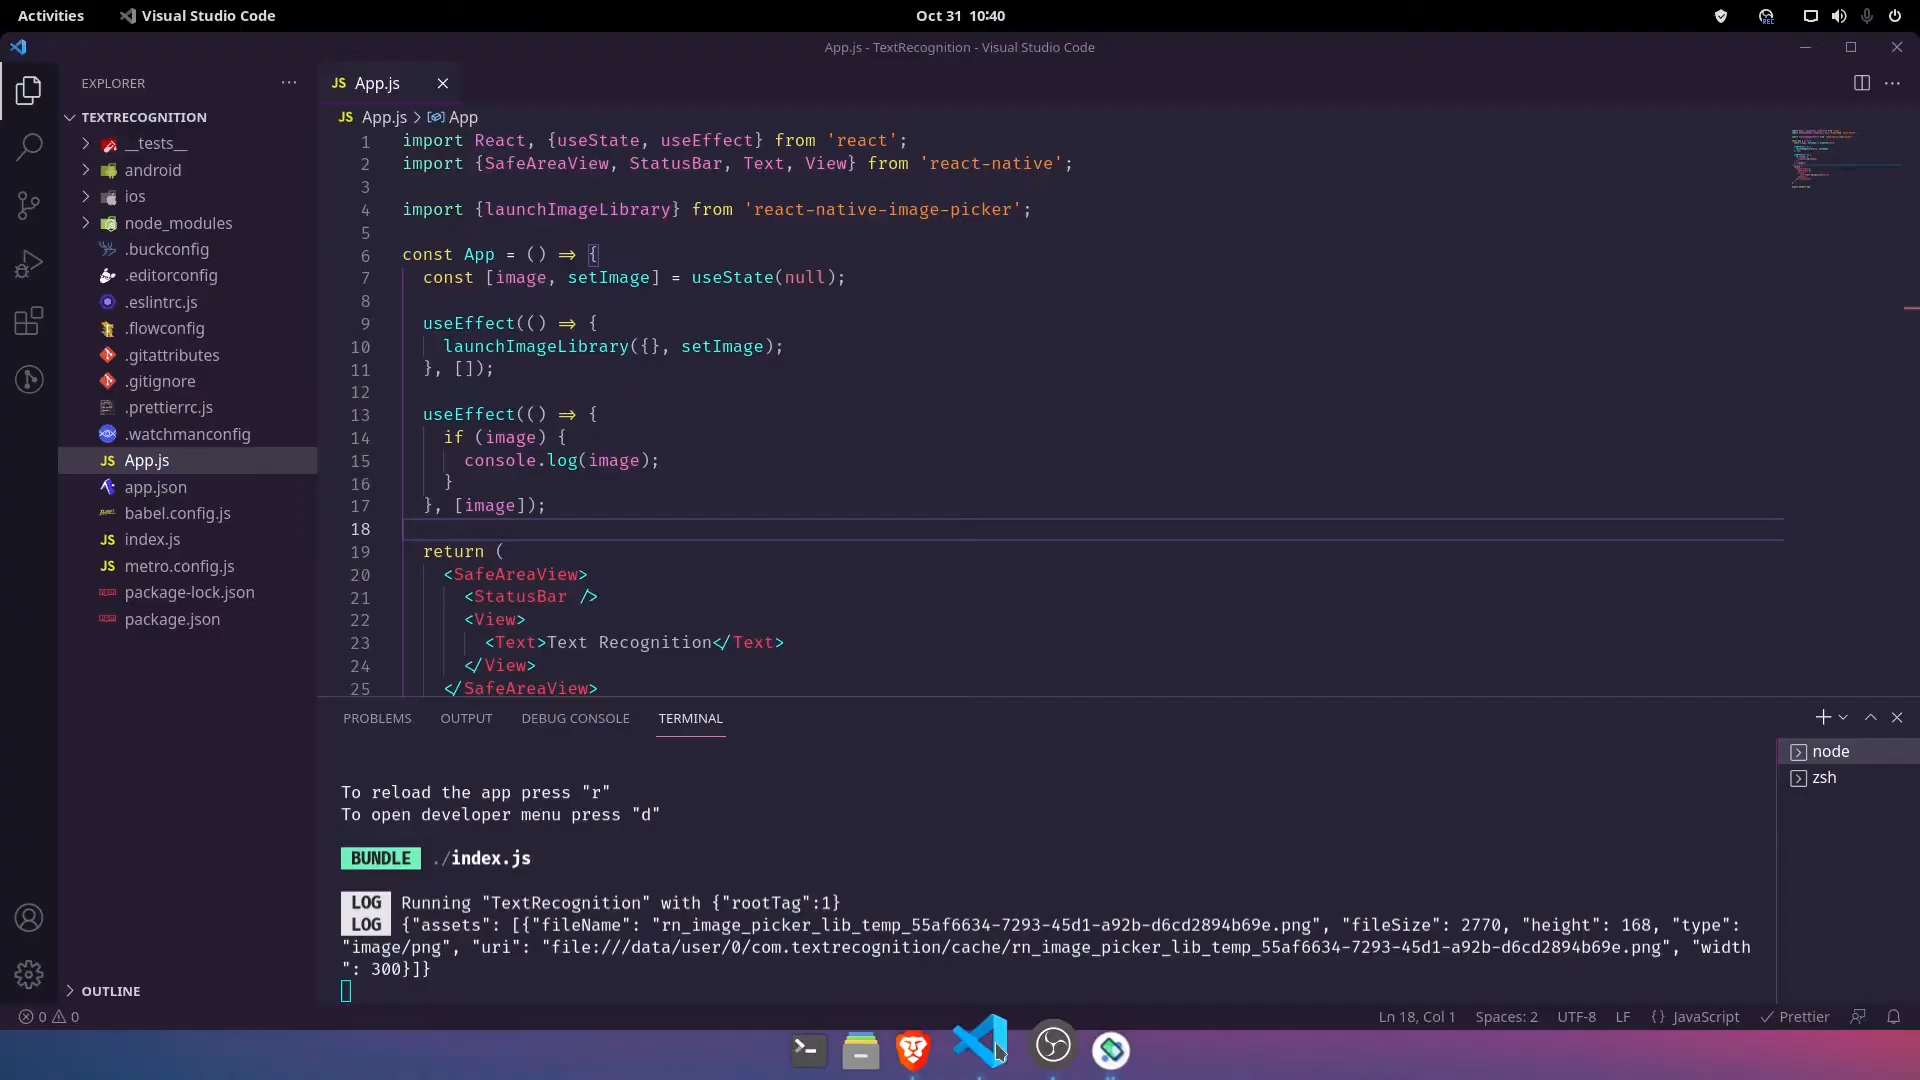 Activities Visual Studio Code Oct 31 10:40 REC
App.js - TextRecognition - Visual Studio Code
EXPLORER
TEXTRECOGNITION
__tests__
android
ios
node_modules
.buckconfig
.editorconfig
.eslintrc.js
.flowconfig
.gitattributes
.gitignore
.prettierrc.js
.watchmanconfig
JS App.js
app.json
babel.config.js
JS index.js
JS metro.config.js
package-lock.json
package.json
OUTLINE
JS App.js
JS App.js > App
1 import React, {useState, useEffect} from 'react';
2 import {SafeAreaView, StatusBar, Text, View} from 'react-native';
3
4 import {launchImageLibrary} from 'react-native-image-picker';
5
6 const App = () => {
7 const [image, setImage] = useState(null);
8
9 useEffect(() => {
10 launchImageLibrary({}, setImage);
11 }, []);
12
13 useEffect(() => {
14 if (image) {
15 console.log(image);
16 }
17 }, [image]);
18
19 return (
20 <SafeAreaView>
21 <StatusBar />
22 <View>
23 <Text>Text Recognition</Text>
24 </View>
25 </SafeAreaView>
PROBLEMS OUTPUT DEBUG CONSOLE TERMINAL
node
zsh
To reload the app press "r"
To open developer menu press "d"
BUNDLE ./index.js
LOG Running "TextRecognition" with {"rootTag":1}
LOG {"assets": [{"fileName": "rn_image_picker_lib_temp_55af6634-7293-45d1-a92b-d6cd2894b69e.png", "fileSize": 2770, "height": 168, "type":
"image/png", "uri": "file:///data/user/0/com.textrecognition/cache/rn_image_picker_lib_temp_55af6634-7293-45d1-a92b-d6cd2894b69e.png", "width
": 300}]}
0 0 Ln 18, Col 1 Spaces: 2 UTF-8 LF {} JavaScript Prettier